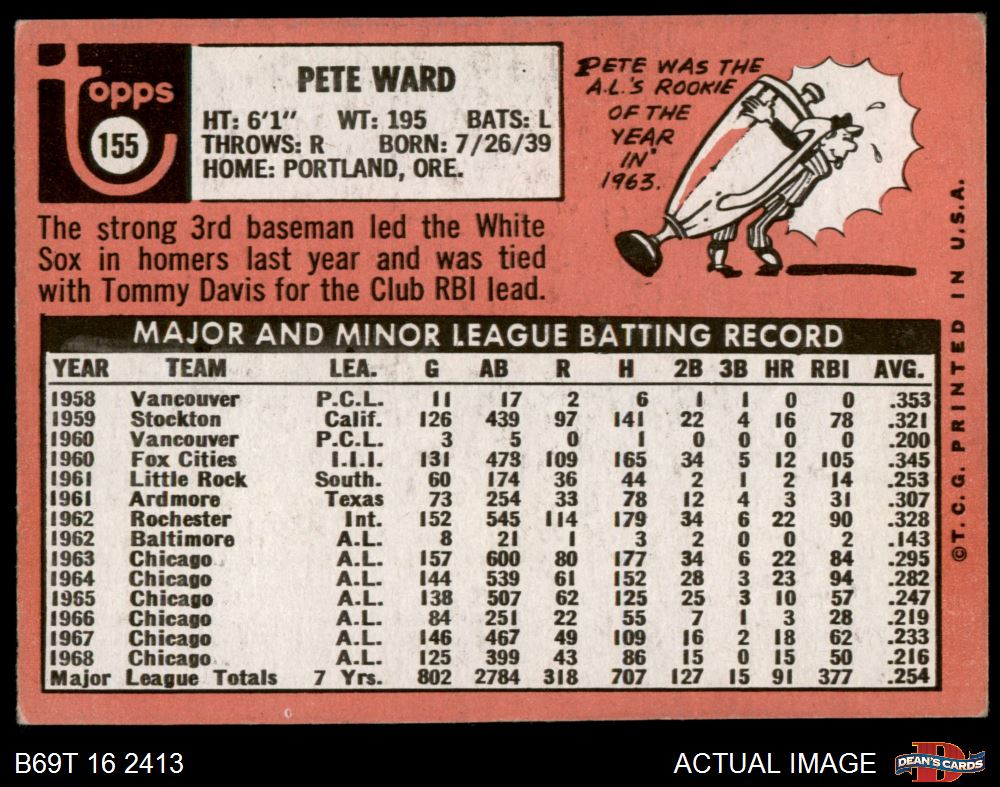 topps
155
PETE WARD
HT: 6'1" WT: 195 BATS: L
THROWS: R BORN: 7/26/39
HOME: PORTLAND, ORE.
PETE WAS THE
A.L.'S ROOKIE
OF THE
YEAR
IN
1963.
The strong 3rd baseman led the White
Sox in homers last year and was tied
with Tommy Davis for the Club RBI lead.
MAJOR AND MINOR LEAGUE BATTING RECORD
YEAR TEAM LEA. G AB R H 2B 3B HR RBI AVG.
1958 Vancouver P.C.L. 11 17 2 6 1 1 0 0 .353
1959 Stockton Calif. 126 439 97 141 22 4 16 78 .321
1960 Vancouver P.C.L. 3 5 0 1 0 0 0 0 .200
1960 Fox Cities I.I.I. 131 478 109 165 34 5 12 105 .345
1961 Little Rock South. 60 174 36 44 2 1 2 14 .253
1961 Ardmore Texas 73 254 33 78 12 4 3 31 .307
1962 Rochester Int. 152 545 114 179 34 6 22 90 .328
1962 Baltimore A.L. 8 21 1 3 2 0 0 2 .143
1963 Chicago A.L. 157 600 80 177 34 6 22 84 .295
1964 Chicago A.L. 144 539 61 152 28 3 23 94 .282
1965 Chicago A.L. 138 507 62 125 25 3 10 57 .247
1966 Chicago A.L. 84 251 22 55 7 1 3 28 .219
1967 Chicago A.L. 146 467 49 109 16 2 18 62 .233
1968 Chicago A.L. 125 399 43 86 15 0 15 50 .216
Major League Totals 7 Yrs. 802 2784 318 707 127 15 91 377 .254
©T. C. G. PRINTED IN U.S.A.
B69T 16 2413
ACTUAL IMAGE
DEAN'S CARDS